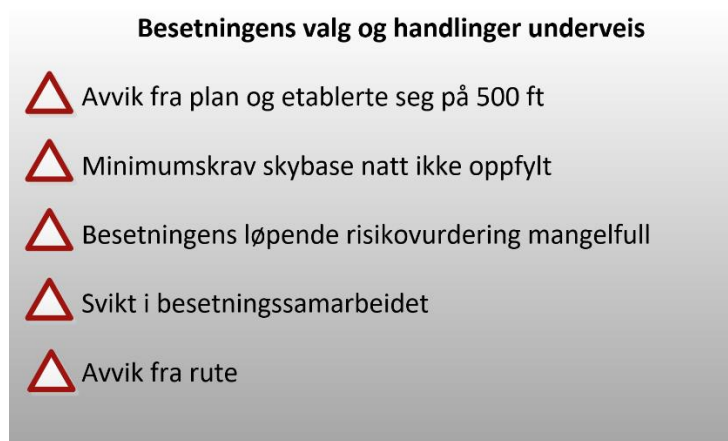 Besetningens valg og handlinger underveis
Avvik fra plan og etablerte seg på 500 ft
Minimumskrav skybase natt ikke oppfylt
Besetningens løpende risikovurdering mangelfull
Svikt i besetningssamarbeidet
Avvik fra rute